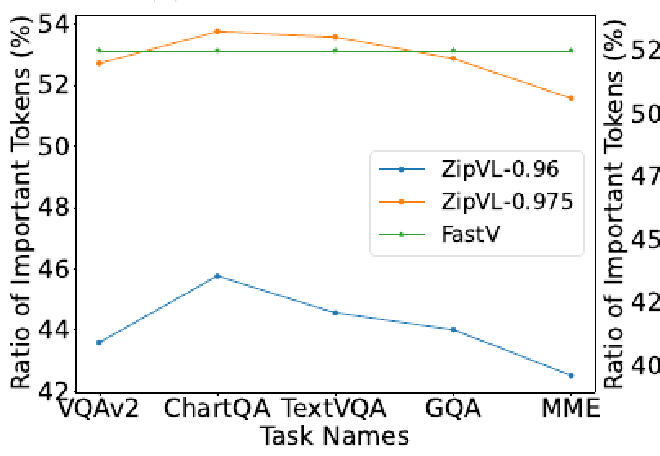 Ratio of Important Tokens (%)
54
52
50
48
46
44
42
Ratio of Important Tokens (%)
52
50
47
45
42
40
ZipVL-0.96
ZipVL-0.975
FastV
VQAv2 ChartQA TextVQA GQA MME
Task Names